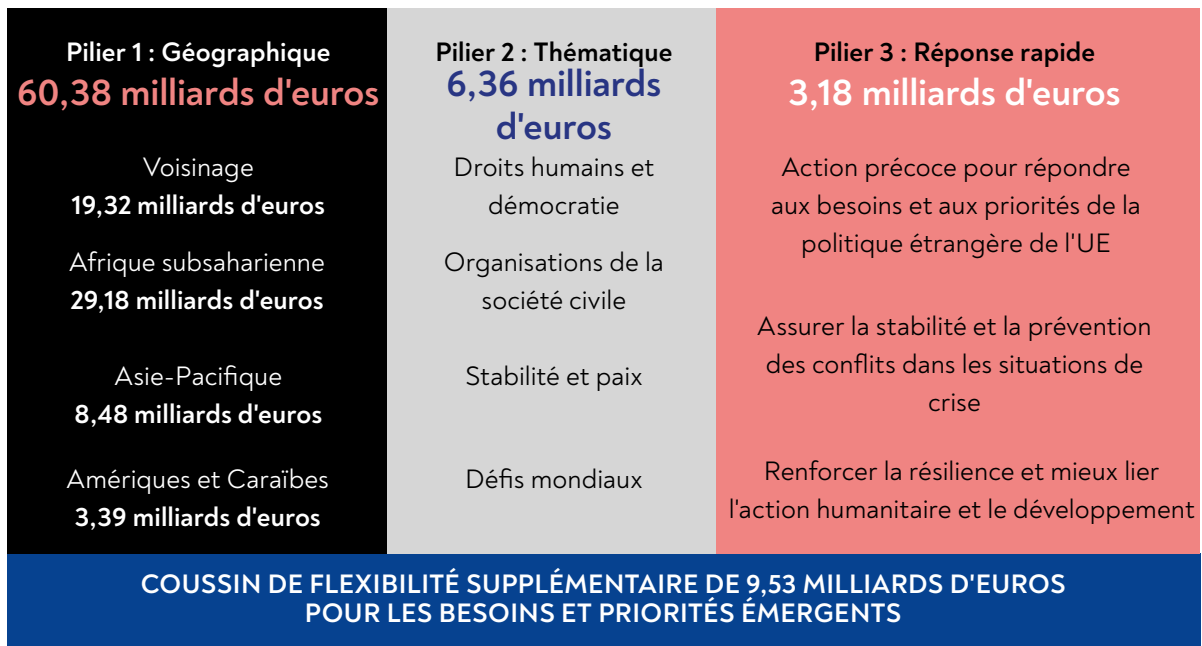 Pilier 1 : Géographique
60,38 milliards d'euros
Voisinage
19,32 milliards d'euros
Afrique subsaharienne
29,18 milliards d'euros
Asie-Pacifique
8,48 milliards d'euros
Amériques et Caraïbes
3,39 milliards d'euros
Pilier 2 : Thématique
6,36 milliards
d'euros
Droits humains et
démocratie
Organisations de la
société civile
Stabilité et paix
Défis mondiaux
Pilier 3 : Réponse rapide
3,18 milliards d'euros
Action précoce pour répondre
aux besoins et aux priorités de la
politique étrangère de l'UE
Assurer la stabilité et la prévention
des conflits dans les situations de
crise
Renforcer la résilience et mieux lier
l'action humanitaire et le développement
COUSSIN DE FLEXIBILITÉ SUPPLÉMENTAIRE DE 9,53 MILLIARDS D'EUROS
POUR LES BESOINS ET PRIORITÉS ÉMERGENTS